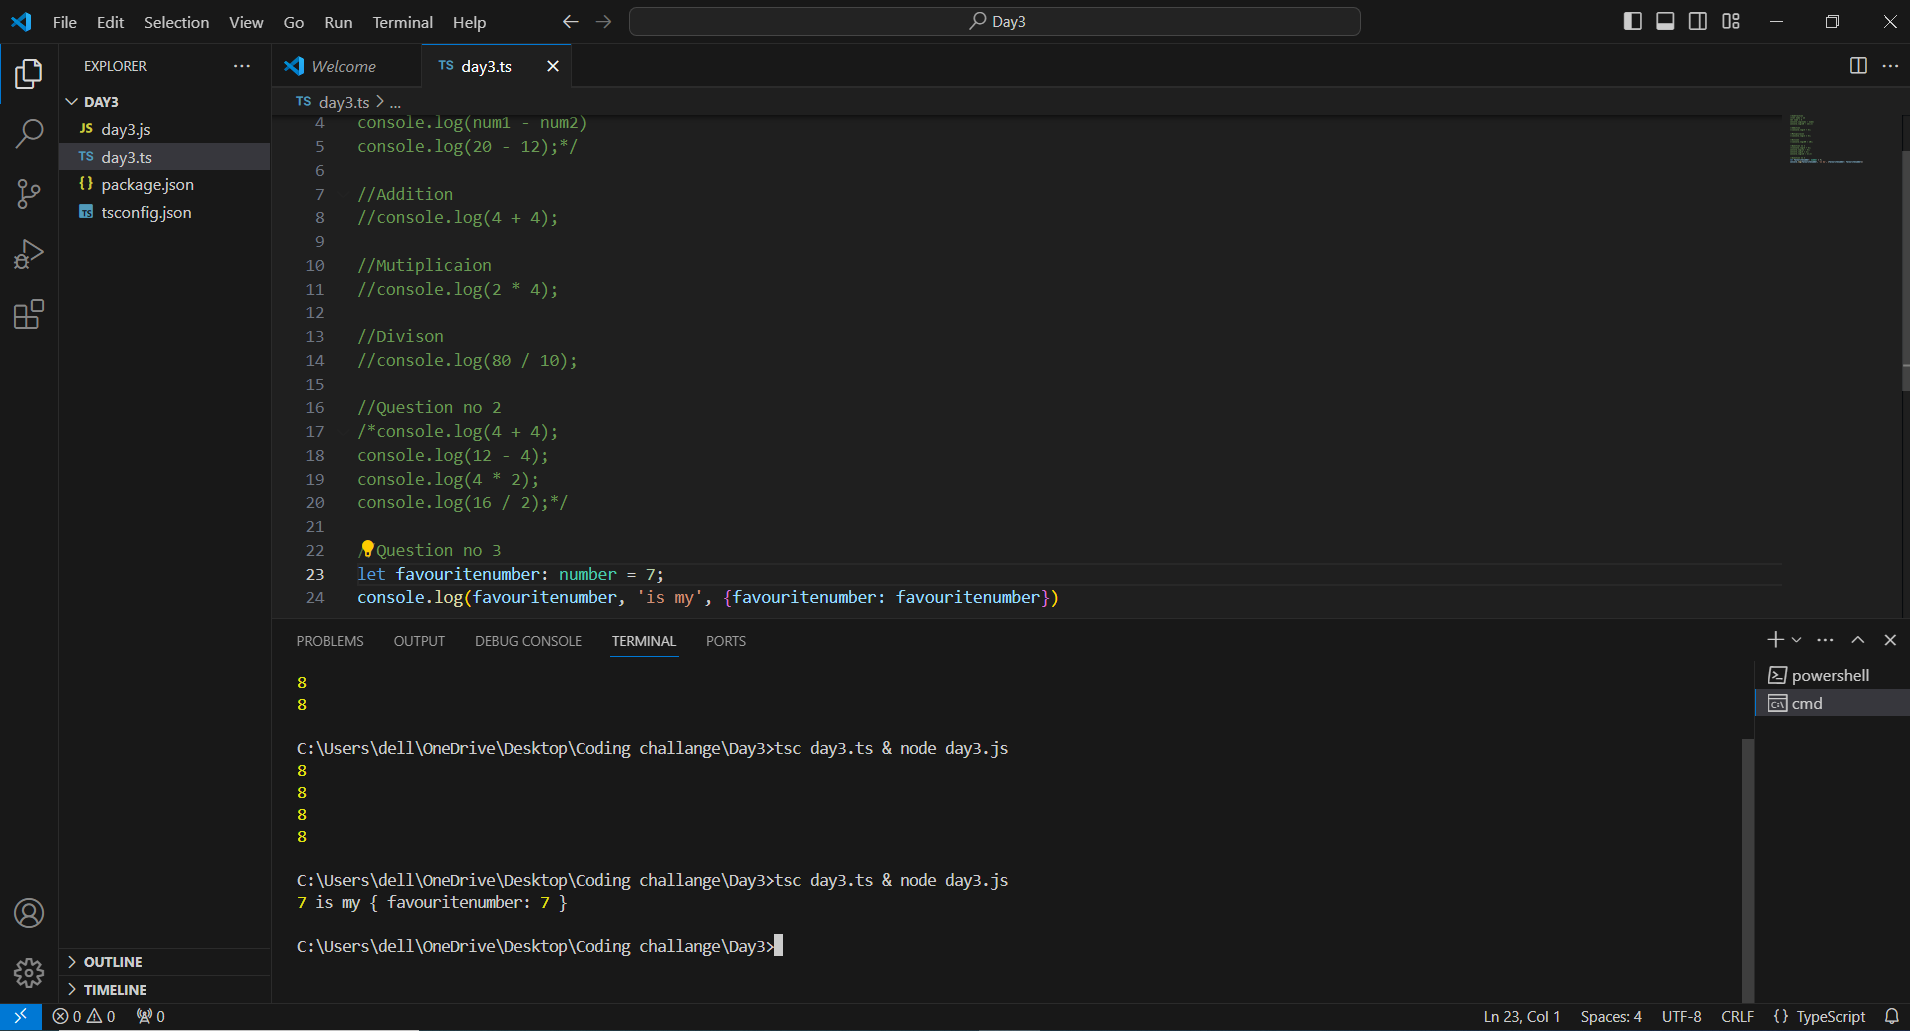 File Edit Selection View Go Run Terminal Help
Day3
EXPLORER
DAY3
JS day3.js
TS day3.ts
{} package.json
TS tsconfig.json
OUTLINE
TIMELINE
Welcome
TS day3.ts
TS day3.ts > ...
4 console.log(num1 - num2)
5 console.log(20 - 12);*/
6
7 //Addition
8 //console.log(4 + 4);
9
10 //Mutiplicaion
11 //console.log(2 * 4);
12
13 //Divison
14 //console.log(80 / 10);
15
16 //Question no 2
17 /*console.log(4 + 4);
18 console.log(12 - 4);
19 console.log(4 * 2);
20 console.log(16 / 2);*/
21
22 /Question no 3
23 let favouritenumber: number = 7;
24 console.log(favouritenumber, 'is my', {favouritenumber: favouritenumber})
PROBLEMS OUTPUT DEBUG CONSOLE TERMINAL PORTS
8
8
C:\Users\dell\OneDrive\Desktop\Coding challange\Day3>tsc day3.ts & node day3.js
8
8
8
8
C:\Users\dell\OneDrive\Desktop\Coding challange\Day3>tsc day3.ts & node day3.js
7 is my { favouritenumber: 7 }
C:\Users\dell\OneDrive\Desktop\Coding challange\Day3>
powershell
cmd
0 0 0
Ln 23, Col 1 Spaces: 4 UTF-8 CRLF {} TypeScript